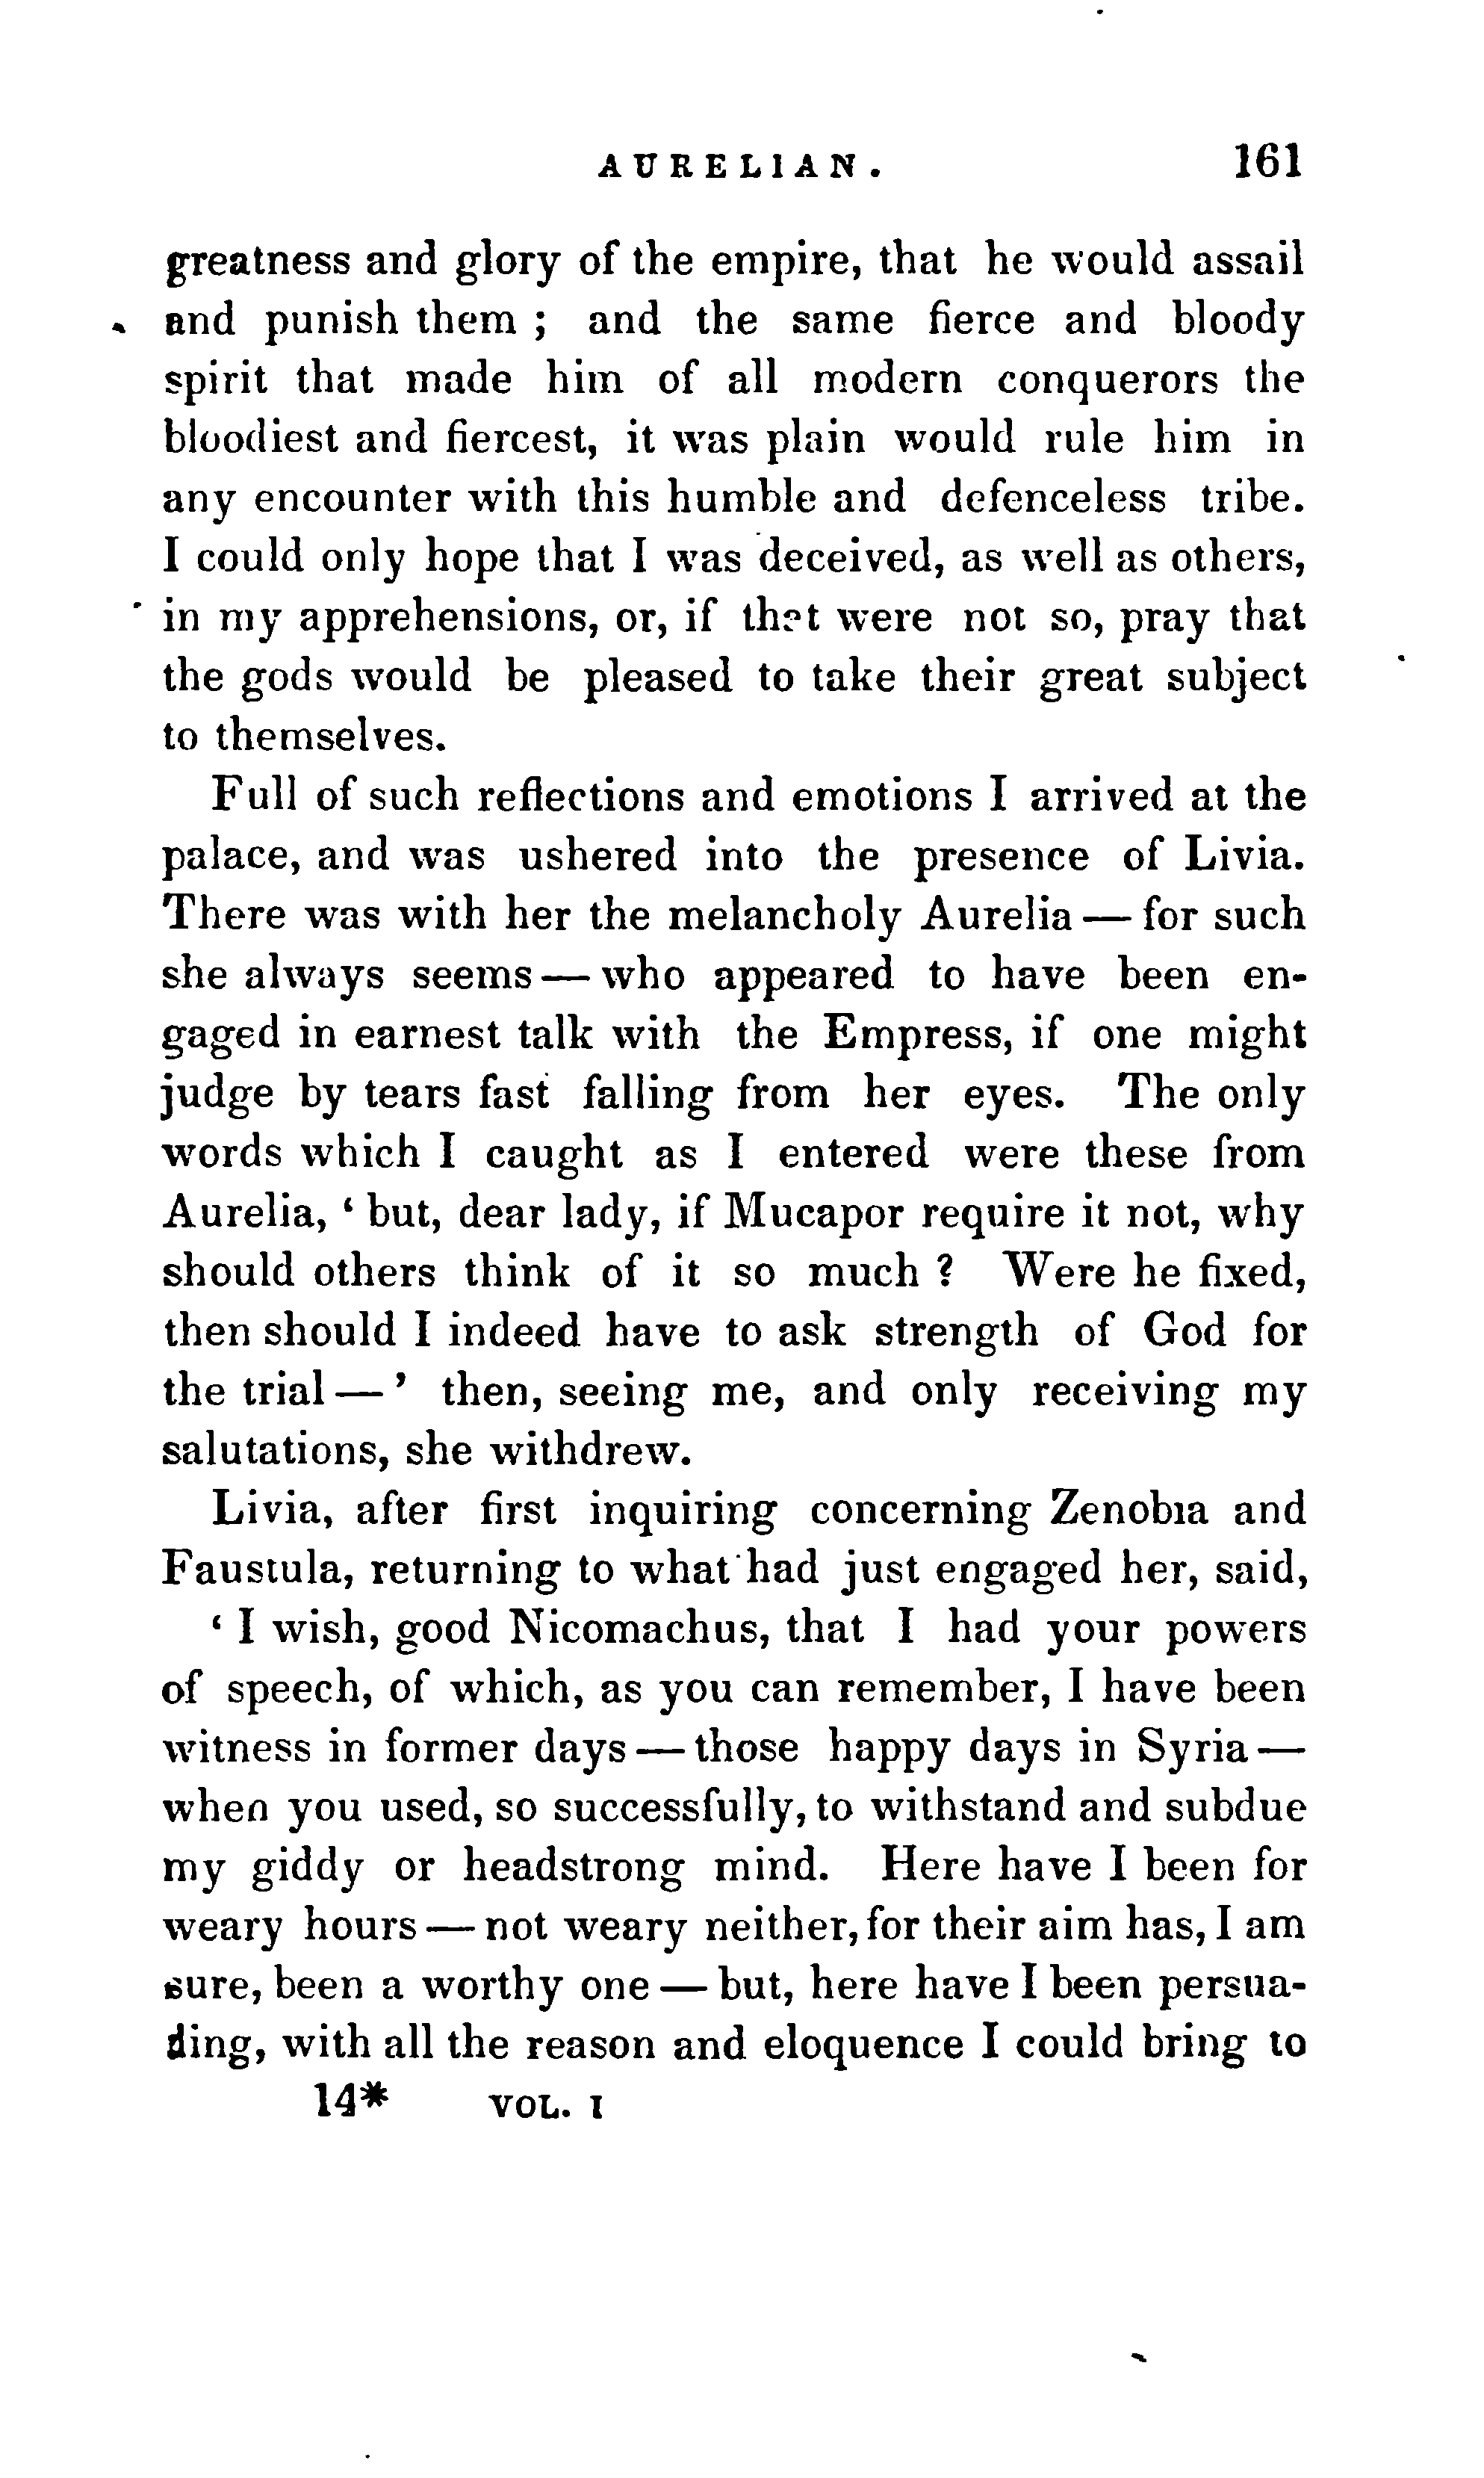 AURELIAN. 161
greatness and glory of the empire, that he would assail
and punish them ; and the same fierce and bloody
spirit that made him of all modern conquerors the
bloodiest and fiercest, it was plain would rule him in
any encounter with this humble and defenceless tribe.
I could only hope that I was deceived, as well as others,
in my apprehensions, or, if that were not so, pray that
the gods would be pleased to take their great subject
to themselves.
Full of such reflections and emotions I arrived at the
palace, and was ushered into the presence of Livia.
There was with her the melancholy Aurelia — for such
she always seems — who appeared to have been en-
gaged in earnest talk with the Empress, if one might
judge by tears fast falling from her eyes. The only
words which I caught as I entered were these from
Aurelia, ‘ but, dear lady, if Mucapor require it not, why
should others think of it so much ? Were he fixed,
then should I indeed have to ask strength of God for
the trial — ’ then, seeing me, and only receiving my
salutations, she withdrew.
Livia, after first inquiring concerning Zenobia and
Faustula, returning to what had just engaged her, said,
‘ I wish, good Nicomachus, that I had your powers
of speech, of which, as you can remember, I have been
witness in former days — those happy days in Syria —
when you used, so successfully, to withstand and subdue
my giddy or headstrong mind. Here have I been for
weary hours — not weary neither, for their aim has, I am
sure, been a worthy one — but, here have I been persua-
ding, with all the reason and eloquence I could bring to
14* VOL. I